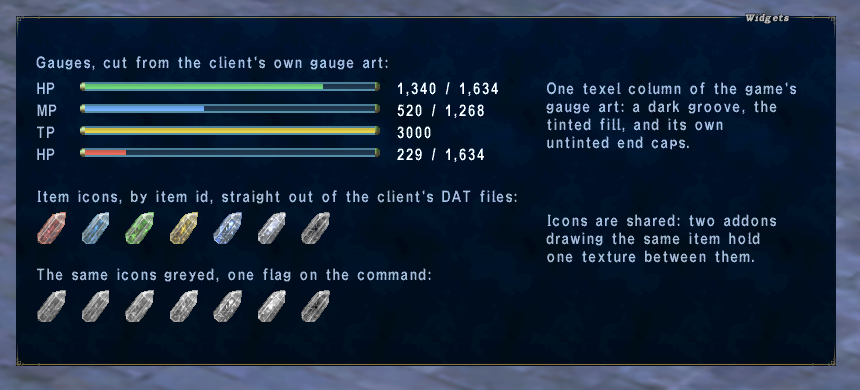 Widgets
Gauges, cut from the client's own gauge art:
HP 1,340 / 1,634
MP 520 / 1,268
TP 3000
HP 229 / 1,634
One texel column of the game's
gauge art: a dark groove, the
tinted fill, and its own
untinted end caps.
Item icons, by item id, straight out of the client's DAT files:
Icons are shared: two addons
drawing the same item hold
one texture between them.
The same icons greyed, one flag on the command: